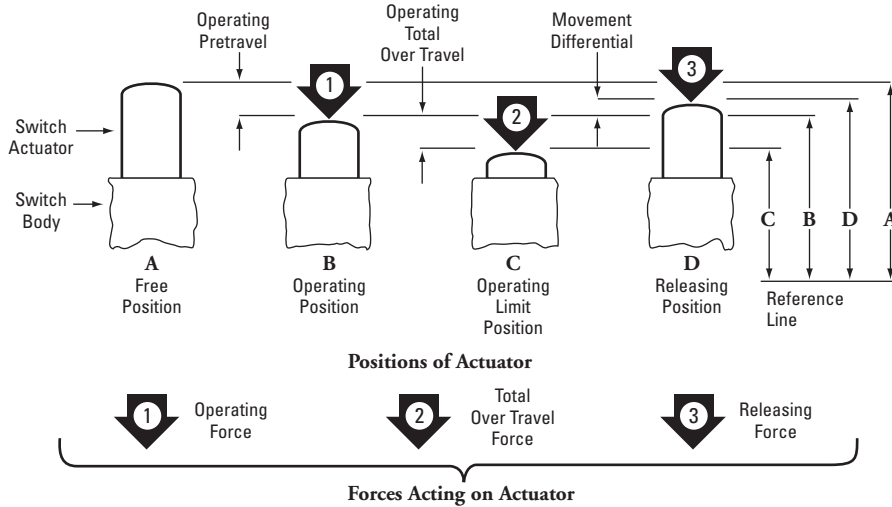 Operating
Pretravel
Operating
Total
Over Travel
Movement
Differential
1
2
3
Switch
Actuator
Switch
Body
C
B
D
A
A
Free
Position
B
Operating
Position
C
Operating
Limit
Position
D
Releasing
Position
Reference
Line
Positions of Actuator
1
Operating
Force
2
Total
Over Travel
Force
3
Releasing
Force
Forces Acting on Actuator